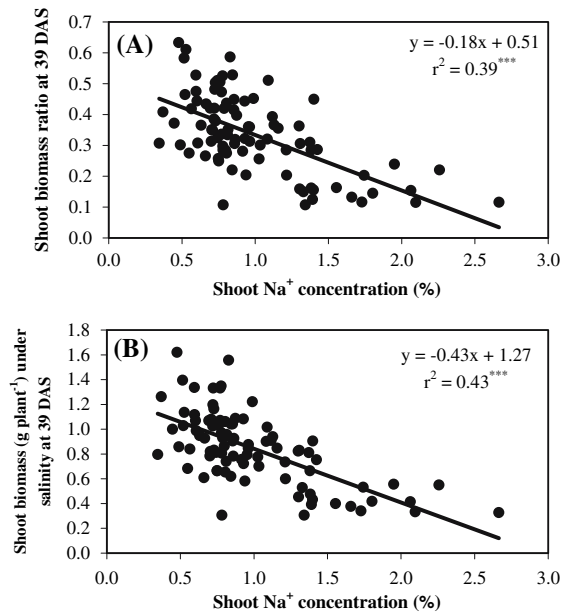 (A)
y = -0.18x + 0.51
r² = 0.39***
Shoot biomass ratio at 39 DAS
0.7
0.6
0.5
0.4
0.3
0.2
0.1
0.0
0.0 0.5 1.0 1.5 2.0 2.5 3.0
Shoot Na⁺ concentration (%)
(B)
y = -0.43x + 1.27
r² = 0.43***
Shoot biomass (g plant⁻¹) under
salinity at 39 DAS
1.8
1.6
1.4
1.2
1.0
0.8
0.6
0.4
0.2
0.0
0.0 0.5 1.0 1.5 2.0 2.5 3.0
Shoot Na⁺ concentration (%)